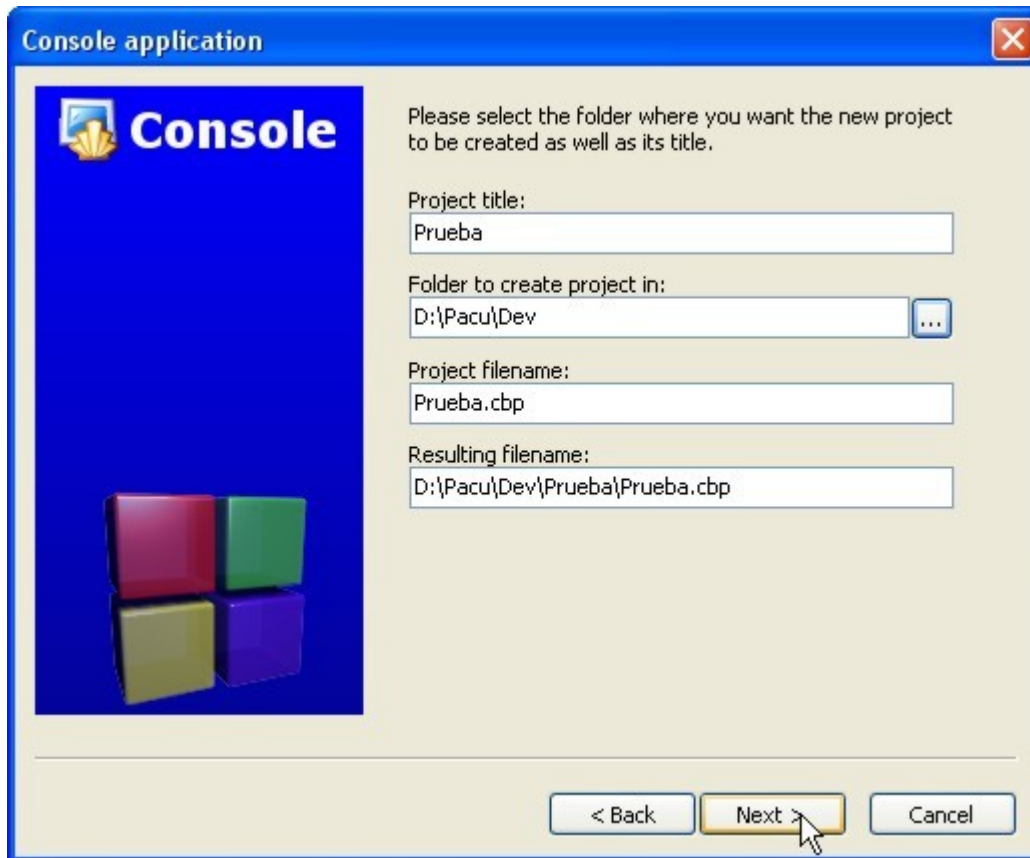 Console application
Console
Please select the folder where you want the new project
to be created as well as its title.
Project title:
Prueba
Folder to create project in:
D:\Pacu\Dev
...
Project filename:
Prueba.cbp
Resulting filename:
D:\Pacu\Dev\Prueba\Prueba.cbp
< Back
Next >
Cancel